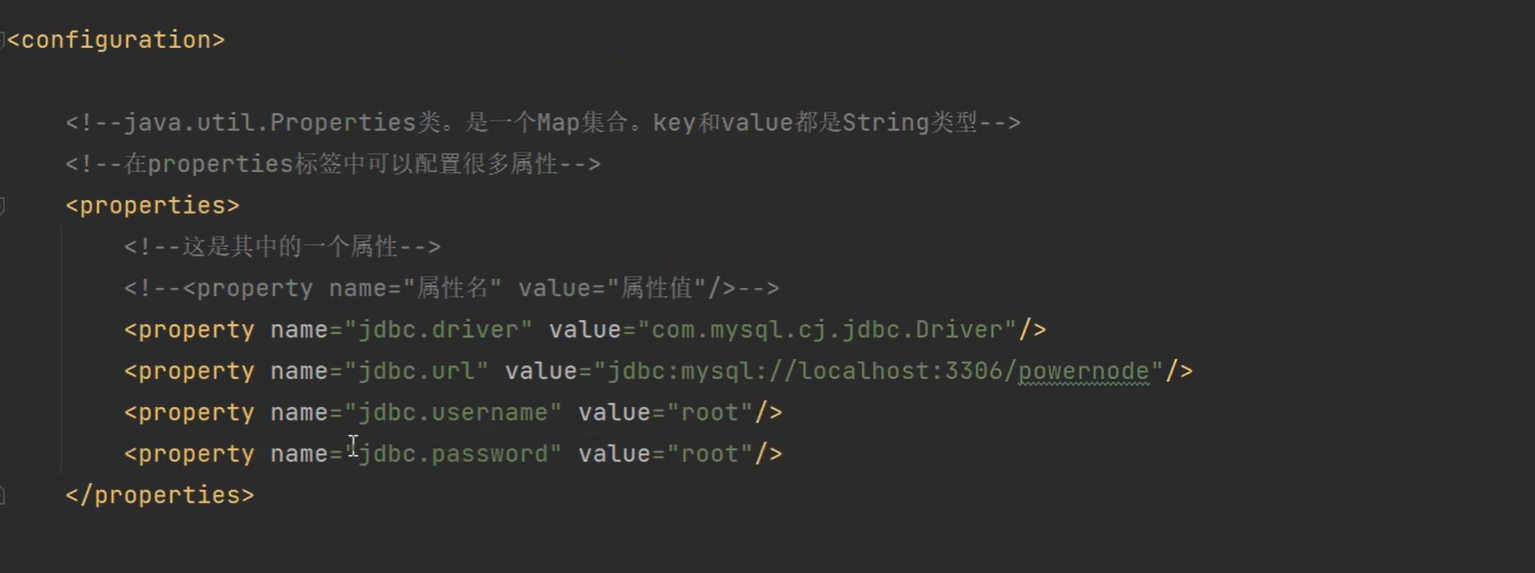 <configuration>
<!--java.util.Properties类。是一个Map集合。key和value都是String类型-->
<!--在properties标签中可以配置很多属性-->
<properties>
<!--这是其中的一个属性-->
<!--<property name="属性名" value="属性值"/>-->
<property name="jdbc.driver" value="com.mysql.cj.jdbc.Driver"/>
<property name="jdbc.url" value="jdbc:mysql://localhost:3306/powernode"/>
<property name="jdbc.username" value="root"/>
<property name="jdbc.password" value="root"/>
</properties>